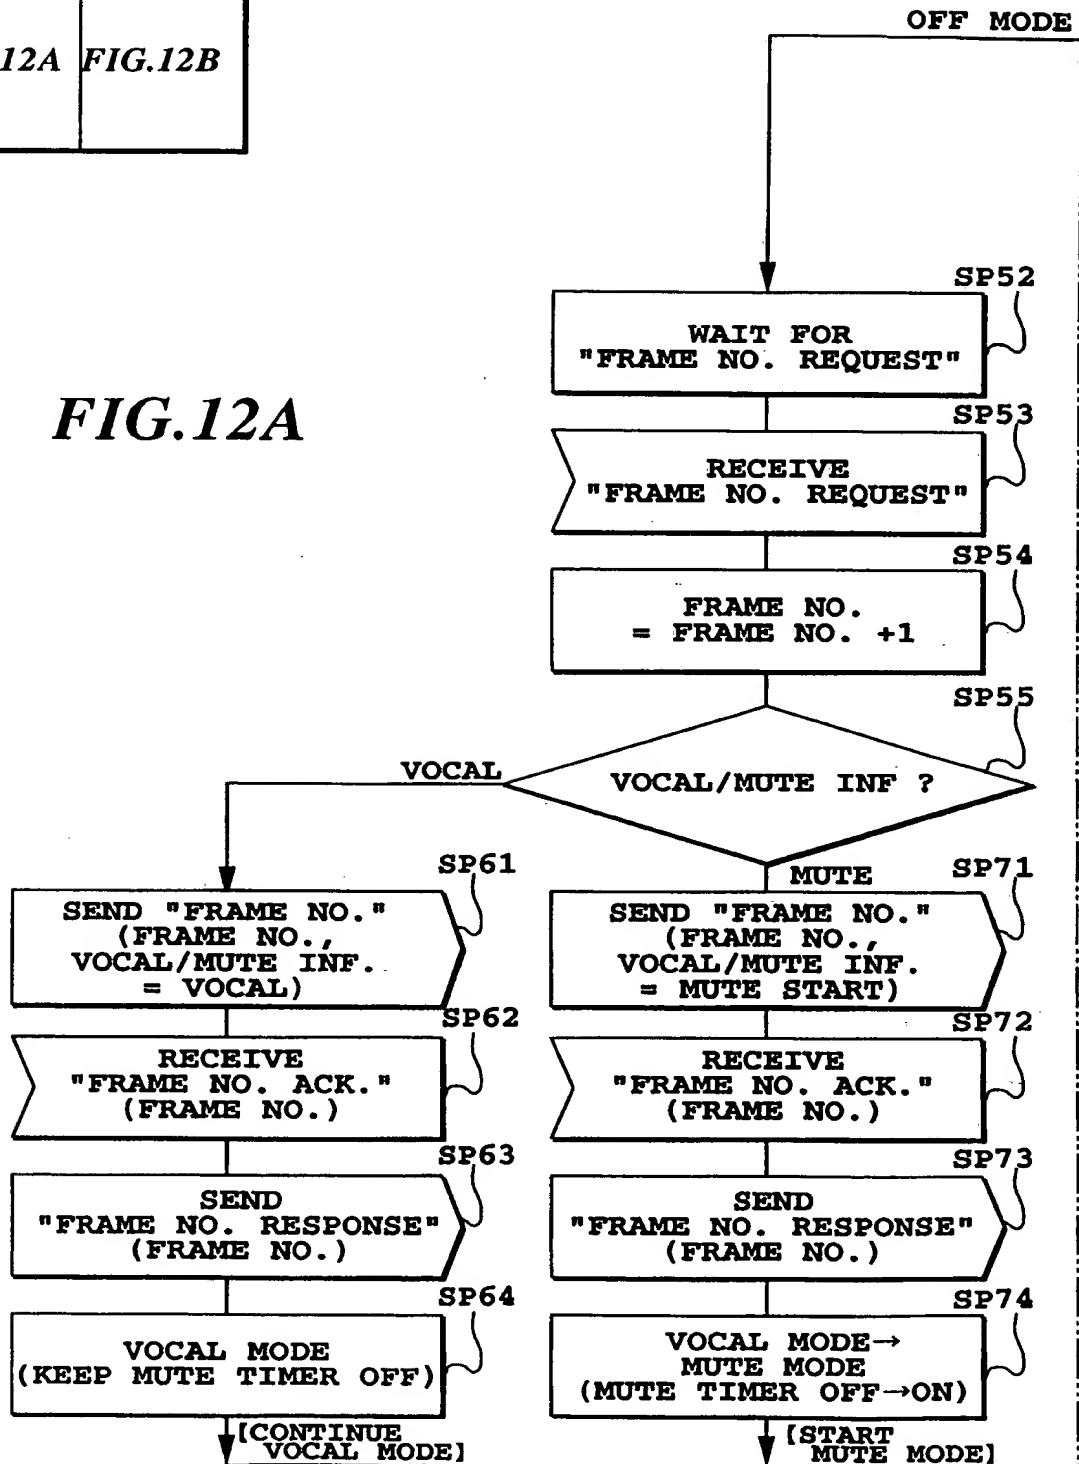 OFF MODE
12A FIG.12B
FIG.12A
SP52
WAIT FOR
"FRAME NO. REQUEST"
SP53
RECEIVE
"FRAME NO. REQUEST"
SP54
FRAME NO.
= FRAME NO. +1
SP55
VOCAL/MUTE INF ?
VOCAL
MUTE
SP61
SEND "FRAME NO."
(FRAME NO.,
VOCAL/MUTE INF.
= VOCAL)
SP62
RECEIVE
"FRAME NO. ACK."
(FRAME NO.)
SP63
SEND
"FRAME NO. RESPONSE"
(FRAME NO.)
SP64
VOCAL MODE
(KEEP MUTE TIMER OFF)
[CONTINUE
VOCAL MODE]
SP71
SEND "FRAME NO."
(FRAME NO.,
VOCAL/MUTE INF.
= MUTE START)
SP72
RECEIVE
"FRAME NO. ACK."
(FRAME NO.)
SP73
SEND
"FRAME NO. RESPONSE"
(FRAME NO.)
SP74
VOCAL MODE→
MUTE MODE
(MUTE TIMER OFF→ON)
[START
MUTE MODE]